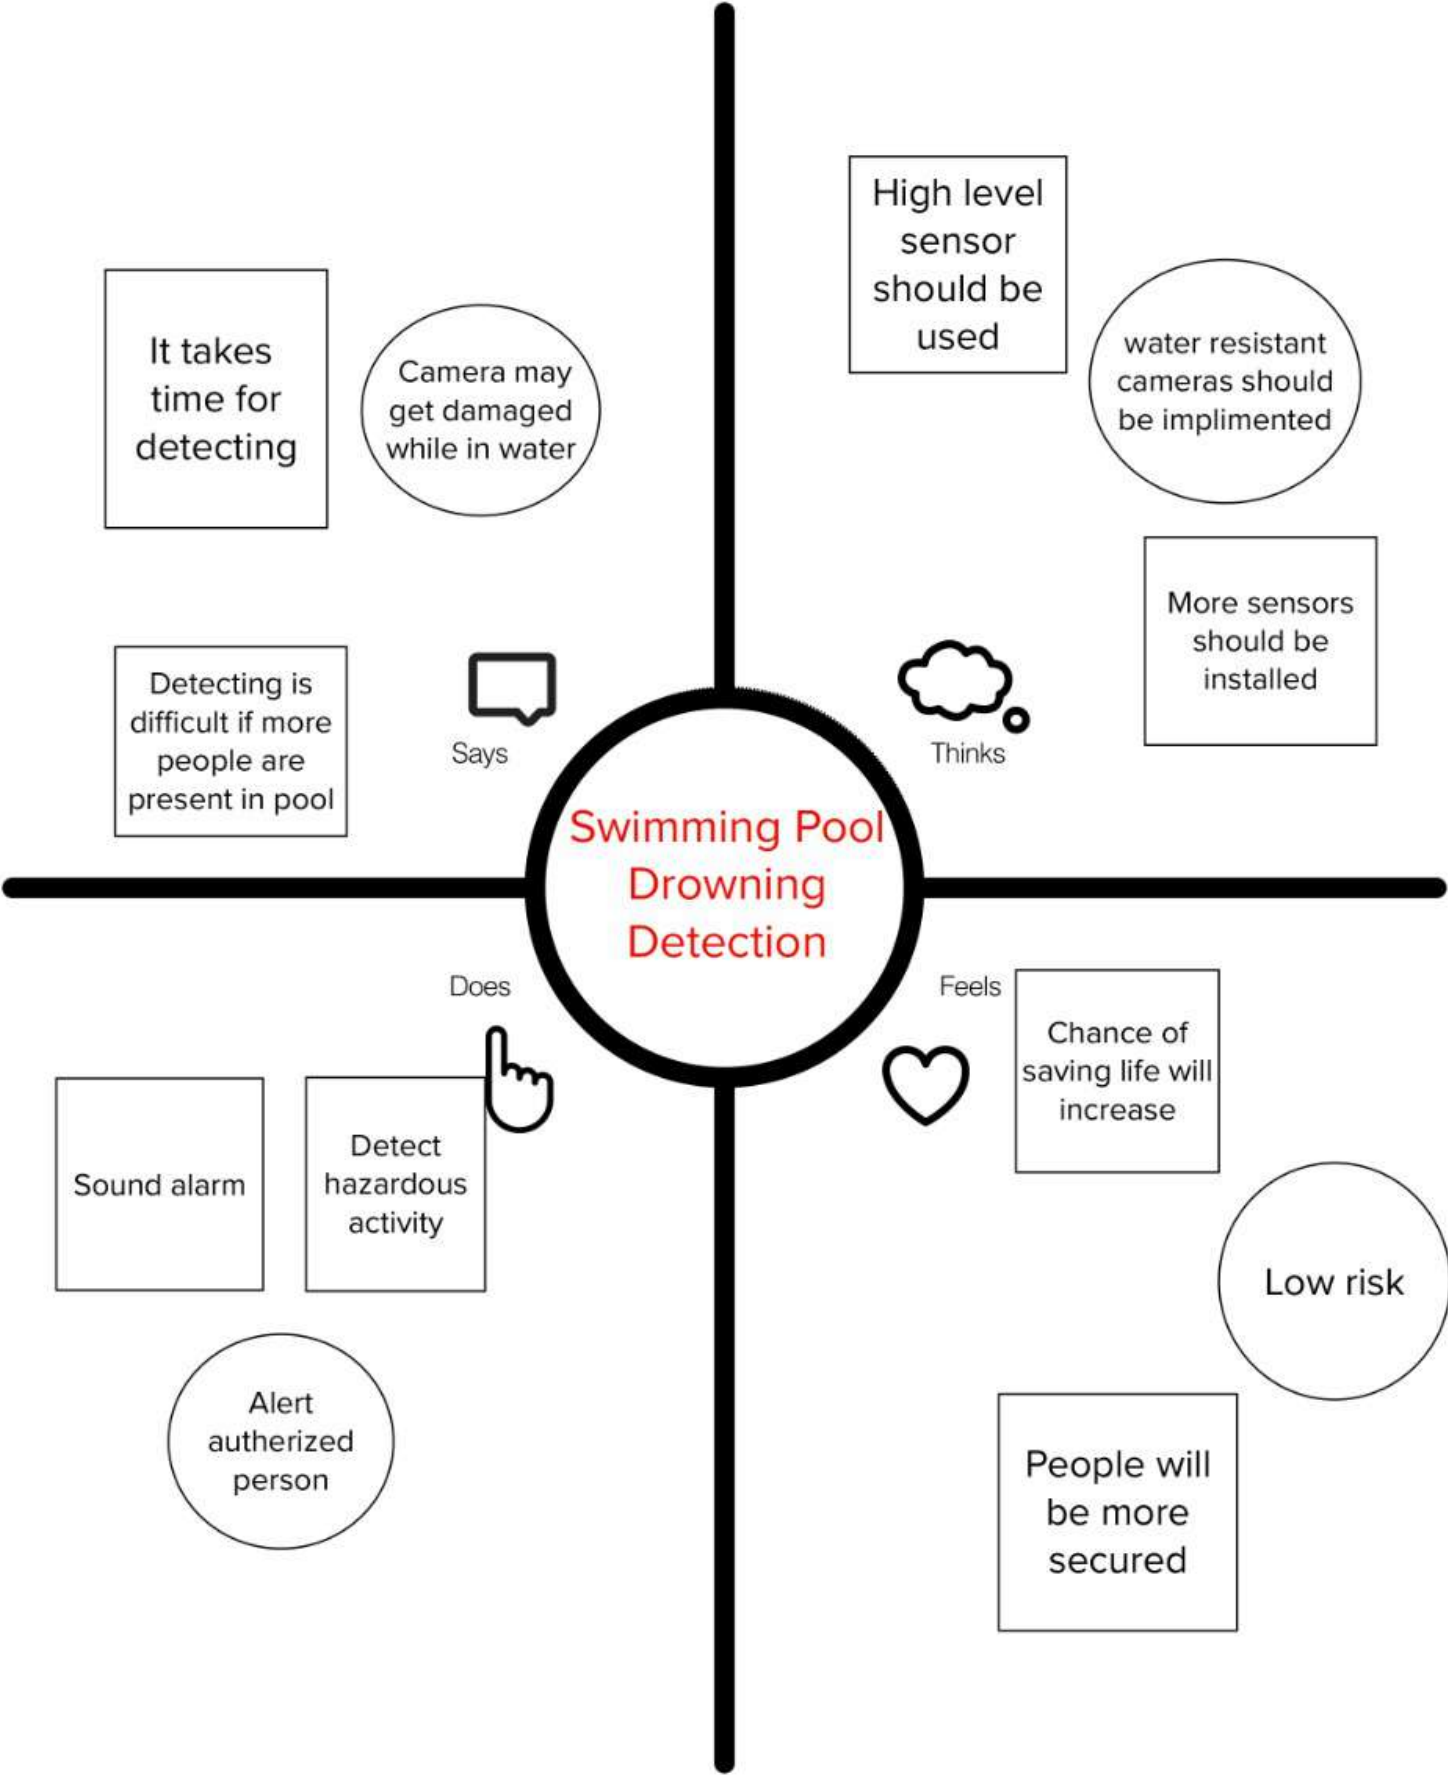 It takes
time for
detecting
Camera may
get damaged
while in water
Detecting is
difficult if more
people are
present in pool
Says
High level
sensor
should be
used
water resistant
cameras should
be implimented
More sensors
should be
installed
Thinks
Swimming Pool
Drowning
Detection
Does
Sound alarm
Detect
hazardous
activity
Alert
autherized
person
Feels
Chance of
saving life will
increase
Low risk
People will
be more
secured